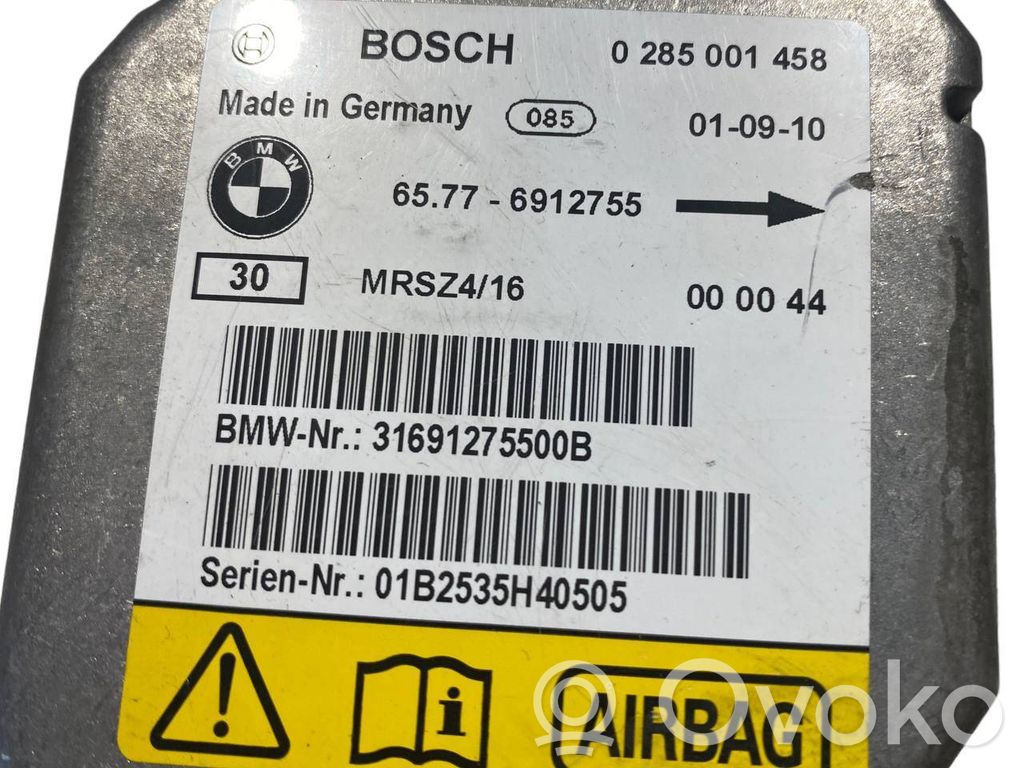 BOSCH 0 285 001 458
Made in Germany 085 01-09-10
BMW
65.77 - 6912755
30 MRSZ4/16 00 00 44
BMW-Nr.: 31691275500B
Serien-Nr.: 01B2535H40505
i AIRBAG
Ovoko